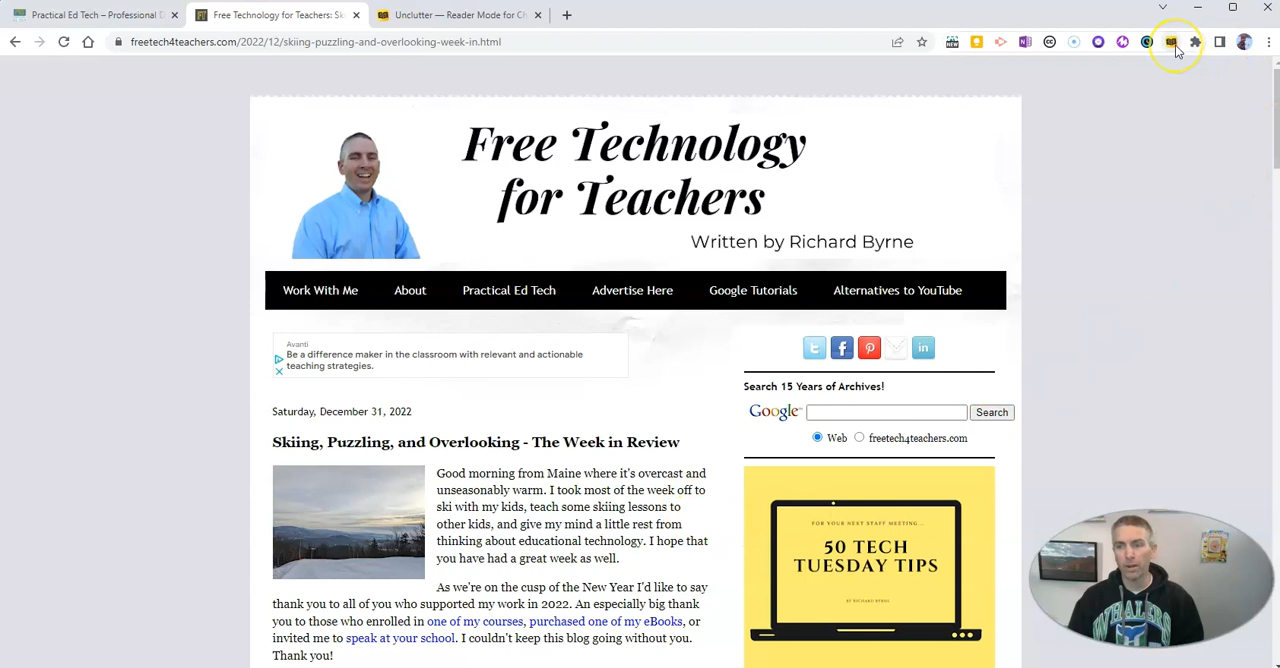 Practical Ed Tech – Professional D
Free Technology for Teachers: Sk
Unclutter — Reader Mode for Ch
freetech4teachers.com/2022/12/skiing-puzzling-and-overlooking-week-in.html
NEW
Free Technology
for Teachers
Written by Richard Byrne
Work With Me
About
Practical Ed Tech
Advertise Here
Google Tutorials
Alternatives to YouTube
Avanti
Be a difference maker in the classroom with relevant and actionable
teaching strategies.
Saturday, December 31, 2022
Skiing, Puzzling, and Overlooking - The Week in Review
Good morning from Maine where it's overcast and
unseasonably warm. I took most of the week off to
ski with my kids, teach some skiing lessons to
other kids, and give my mind a little rest from
thinking about educational technology. I hope that
you have had a great week as well.
As we're on the cusp of the New Year I'd like to say
thank you to all of you who supported my work in 2022. An especially big thank
you to those who enrolled in one of my courses, purchased one of my eBooks, or
invited me to speak at your school. I couldn't keep this blog going without you.
Thank you!
Search 15 Years of Archives!
Google
Search
Web
freetech4teachers.com
FOR YOUR NEXT STAFF MEETING...
50 TECH
TUESDAY TIPS
BY RICHARD BYRNE
WHALERS